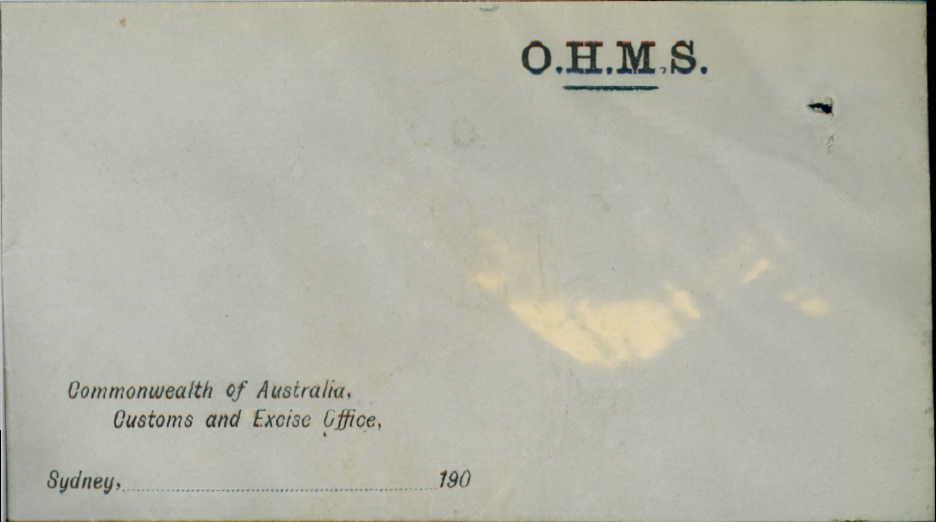 O.H.M.S.
Commonwealth of Australia,
Customs and Excise Office,
Sydney,..............................190